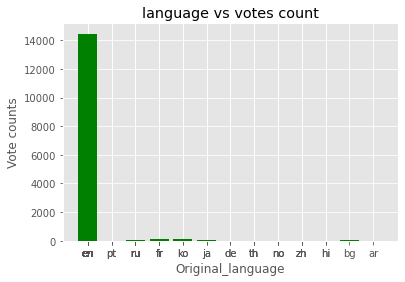 language vs votes count
14000
12000
10000
8000
6000
4000
2000
0
Vote counts
en pt ru fr ko ja de th no zh hi bg ar
Original_language